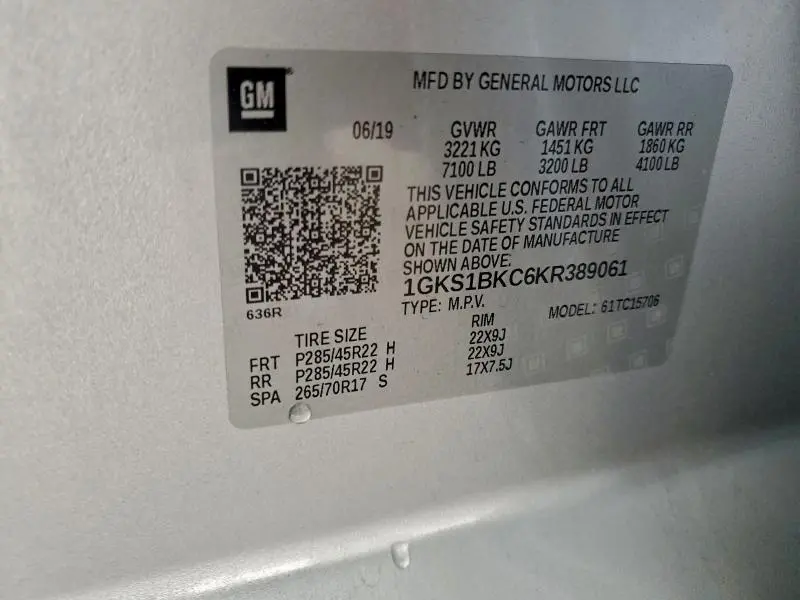 GM
MFD BY GENERAL MOTORS LLC
06/19 GVWR GAWR FRT GAWR RR
3221 KG 1451 KG 1860 KG
7100 LB 3200 LB 4100 LB
THIS VEHICLE CONFORMS TO ALL
APPLICABLE U.S. FEDERAL MOTOR
VEHICLE SAFETY STANDARDS IN EFFECT
ON THE DATE OF MANUFACTURE
SHOWN ABOVE.
1GKS1BKC6KR389061
636R
TYPE: M.P.V. MODEL: 61TC15706
TIRE SIZE RIM
FRT P285/45R22 H 22X9J
RR P285/45R22 H 22X9J
SPA 265/70R17 S 17X7.5J